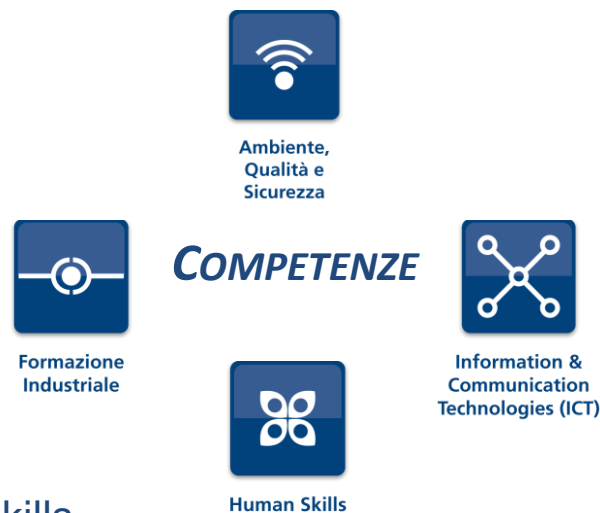 Ambiente,
Qualità e
Sicurezza
COMPETENZE
Formazione
Industriale
Information &
Communication
Technologies (ICT)
Human Skills